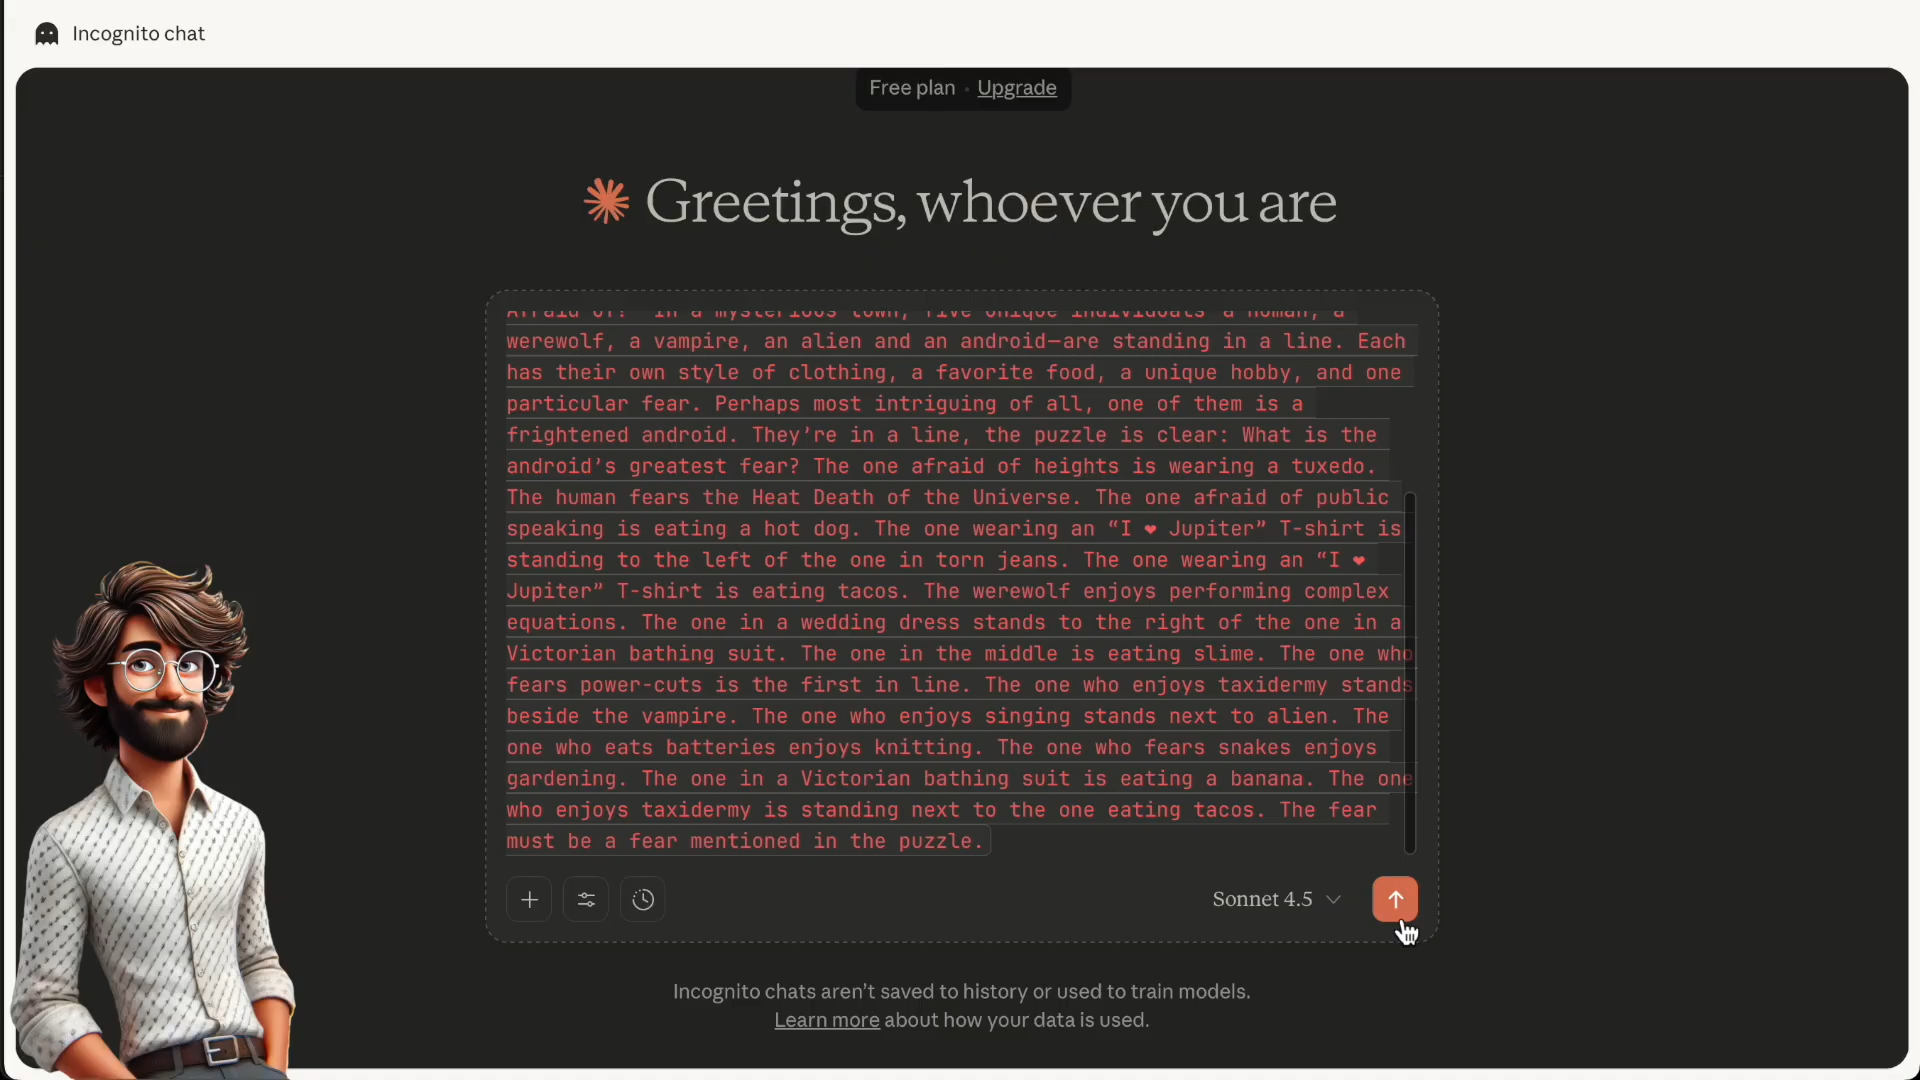 Incognito chat
Free plan · Upgrade
Greetings, whoever you are
Afraid of?" In a mysterious town, five unique individuals—a human, a
werewolf, a vampire, an alien and an android—are standing in a line. Each
has their own style of clothing, a favorite food, a unique hobby, and one
particular fear. Perhaps most intriguing of all, one of them is a
frightened android. They’re in a line, the puzzle is clear: What is the
android’s greatest fear? The one afraid of heights is wearing a tuxedo.
The human fears the Heat Death of the Universe. The one afraid of public
speaking is eating a hot dog. The one wearing an “I ❤ Jupiter” T-shirt is
standing to the left of the one in torn jeans. The one wearing an “I ❤
Jupiter” T-shirt is eating tacos. The werewolf enjoys performing complex
equations. The one in a wedding dress stands to the right of the one in a
Victorian bathing suit. The one in the middle is eating slime. The one who
fears power-cuts is the first in line. The one who enjoys taxidermy stands
beside the vampire. The one who enjoys singing stands next to alien. The
one who eats batteries enjoys knitting. The one who fears snakes enjoys
gardening. The one in a Victorian bathing suit is eating a banana. The one
who enjoys taxidermy is standing next to the one eating tacos. The fear
must be a fear mentioned in the puzzle.
Sonnet 4.5
Incognito chats aren’t saved to history or used to train models.
Learn more about how your data is used.